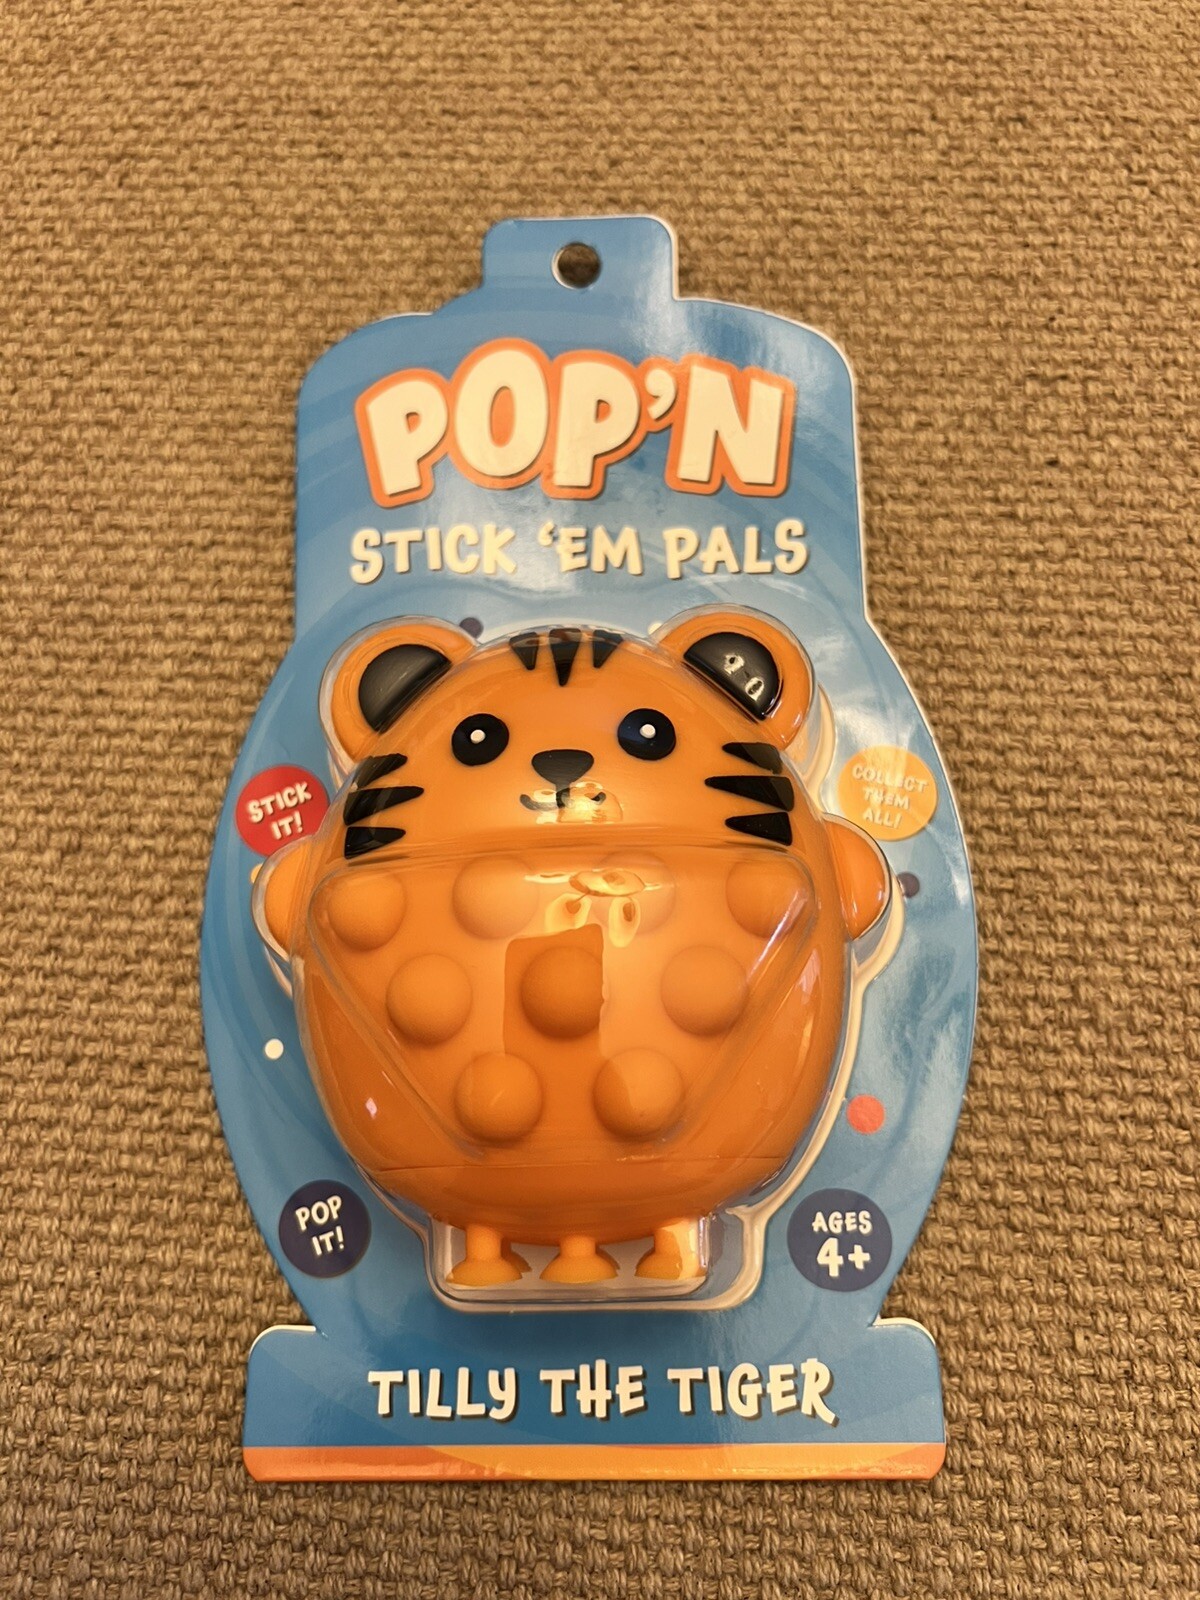 POP'N
STICK 'EM PALS
STICK
IT!
COLLECT
THEM
ALL!
POP
IT!
AGES
4+
TILLY THE TIGER